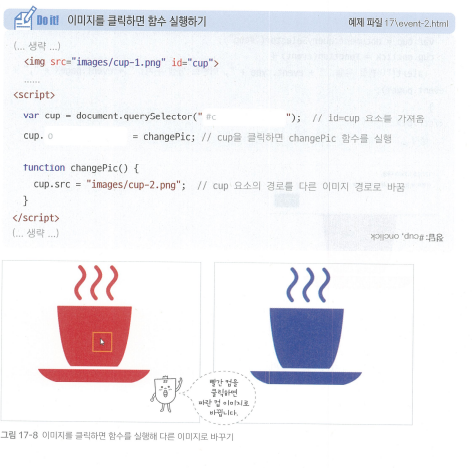 Do it! 이미지를 클릭하면 함수 실행하기 예제 파일 17\event-2.html
(... 생략 ...)
<img src="images/cup-1.png" id="cup">
......
<script>
var cup = document.querySelector(" #c "); // id=cup 요소를 가져옴
cup. o = changePic; // cup을 클릭하면 changePic 함수를 실행
function changePic() {
cup.src = "images/cup-2.png"; // cup 요소의 경로를 다른 이미지 경로로 바꿈
}
</script>
(... 생략 ...)
정답: #cup, onclick
빨간 컵을
클릭하면
파란 컵 이미지로
바뀝니다.
그림 17-8 이미지를 클릭하면 함수를 실행해 다른 이미지로 바꾸기